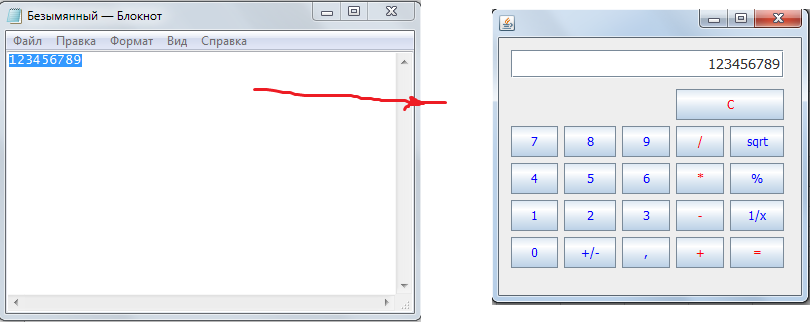 Безымянный — Блокнот
Файл Правка Формат Вид Справка
123456789
123456789
C
7 8 9 / sqrt
4 5 6 * %
1 2 3 - 1/x
0 +/- , + =